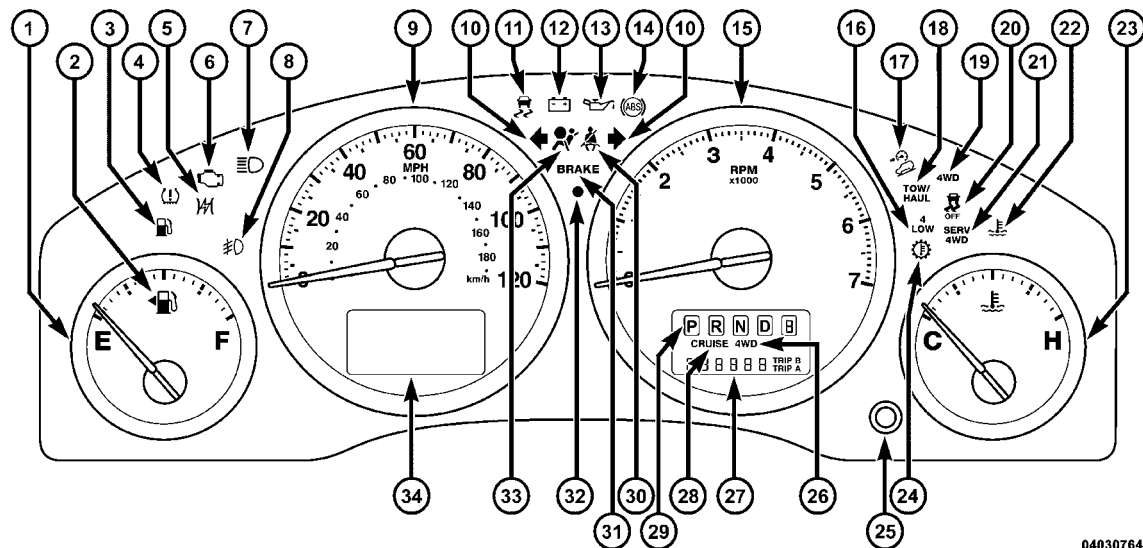 1 3 5 7 9 10 11 12 13 14 10 15 16 18 20 22 23
2 4 6 8 17 19 21
ABS
60
MPH
40 80
80 100 120
60 140
20 40 160 100
20 180
0 km/h 120
BRAKE
3 4
RPM
x1000
2 5
6
7
4WD
TOW/
HAUL
OFF
4
LOW
SERV
4WD
E F
P R N D 8
CRUISE 4WD
888888 TRIP B
TRIP A
C H
34 33 32 30 28 27 26 24
31 29 25
04030764